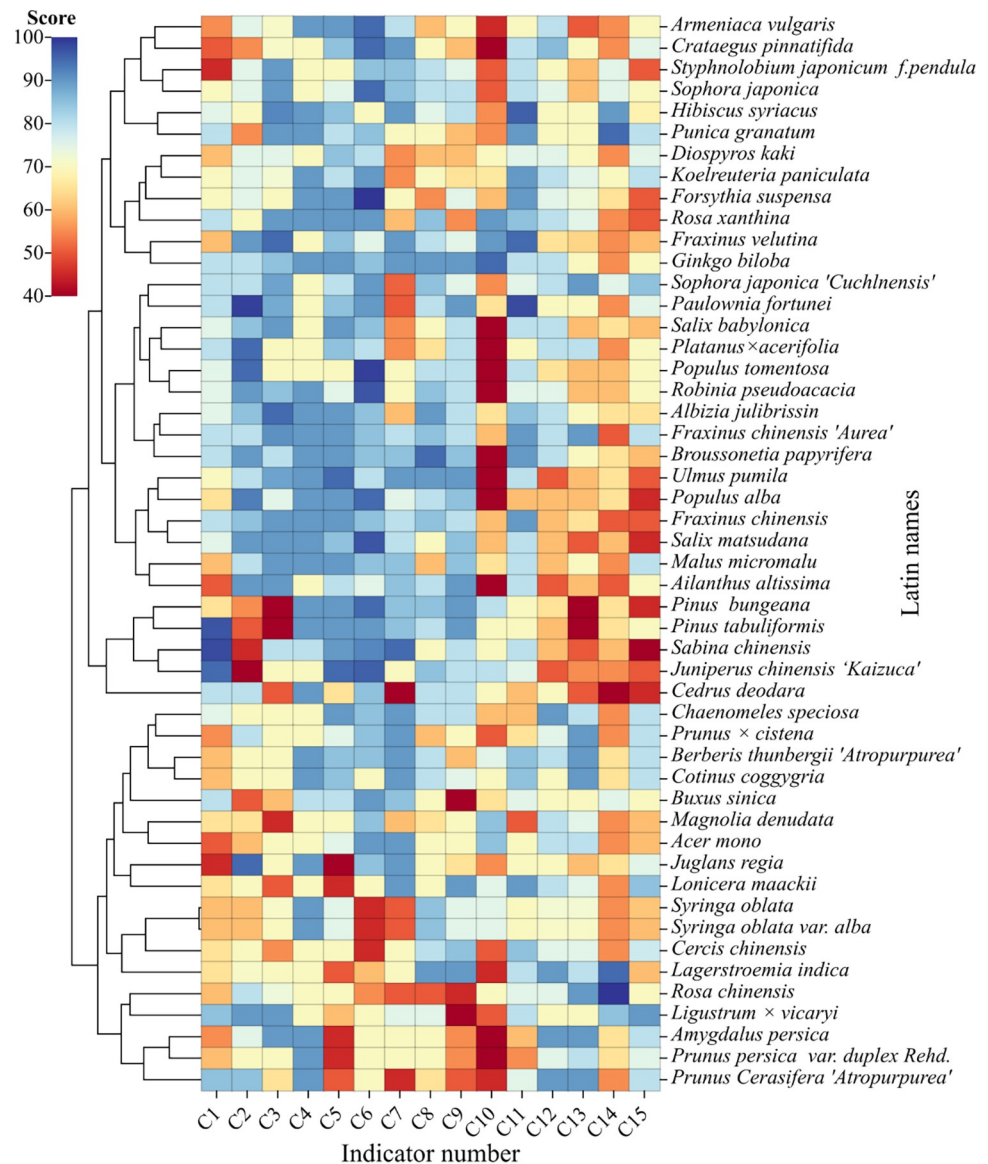 Score
100
90
80
70
60
50
40
Armeniaca vulgaris
Crataegus pinnatifida
Styphnolobium japonicum f.pendula
Sophora japonica
Hibiscus syriacus
Punica granatum
Diospyros kaki
Koelreuteria paniculata
Forsythia suspensa
Rosa xanthina
Fraxinus velutina
Ginkgo biloba
Sophora japonica 'Cuchlnensis'
Paulownia fortunei
Salix babylonica
Platanus×acerifolia
Populus tomentosa
Robinia pseudoacacia
Albizia julibrissin
Fraxinus chinensis 'Aurea'
Broussonetia papyrifera
Ulmus pumila
Populus alba
Fraxinus chinensis
Salix matsudana
Malus micromalu
Ailanthus altissima
Pinus bungeana
Pinus tabuliformis
Sabina chinensis
Juniperus chinensis ‘Kaizuca'
Cedrus deodara
Chaenomeles speciosa
Prunus × cistena
Berberis thunbergii 'Atropurpurea'
Cotinus coggygria
Buxus sinica
Magnolia denudata
Acer mono
Juglans regia
Lonicera maackii
Syringa oblata
Syringa oblata var. alba
Cercis chinensis
Lagerstroemia indica
Rosa chinensis
Ligustrum × vicaryi
Amygdalus persica
Prunus persica var. duplex Rehd.
Prunus Cerasifera 'Atropurpurea'
Latin names
C1 C2 C3 C4 C5 C6 C7 C8 C9 C10 C11 C12 C13 C14 C15
Indicator number